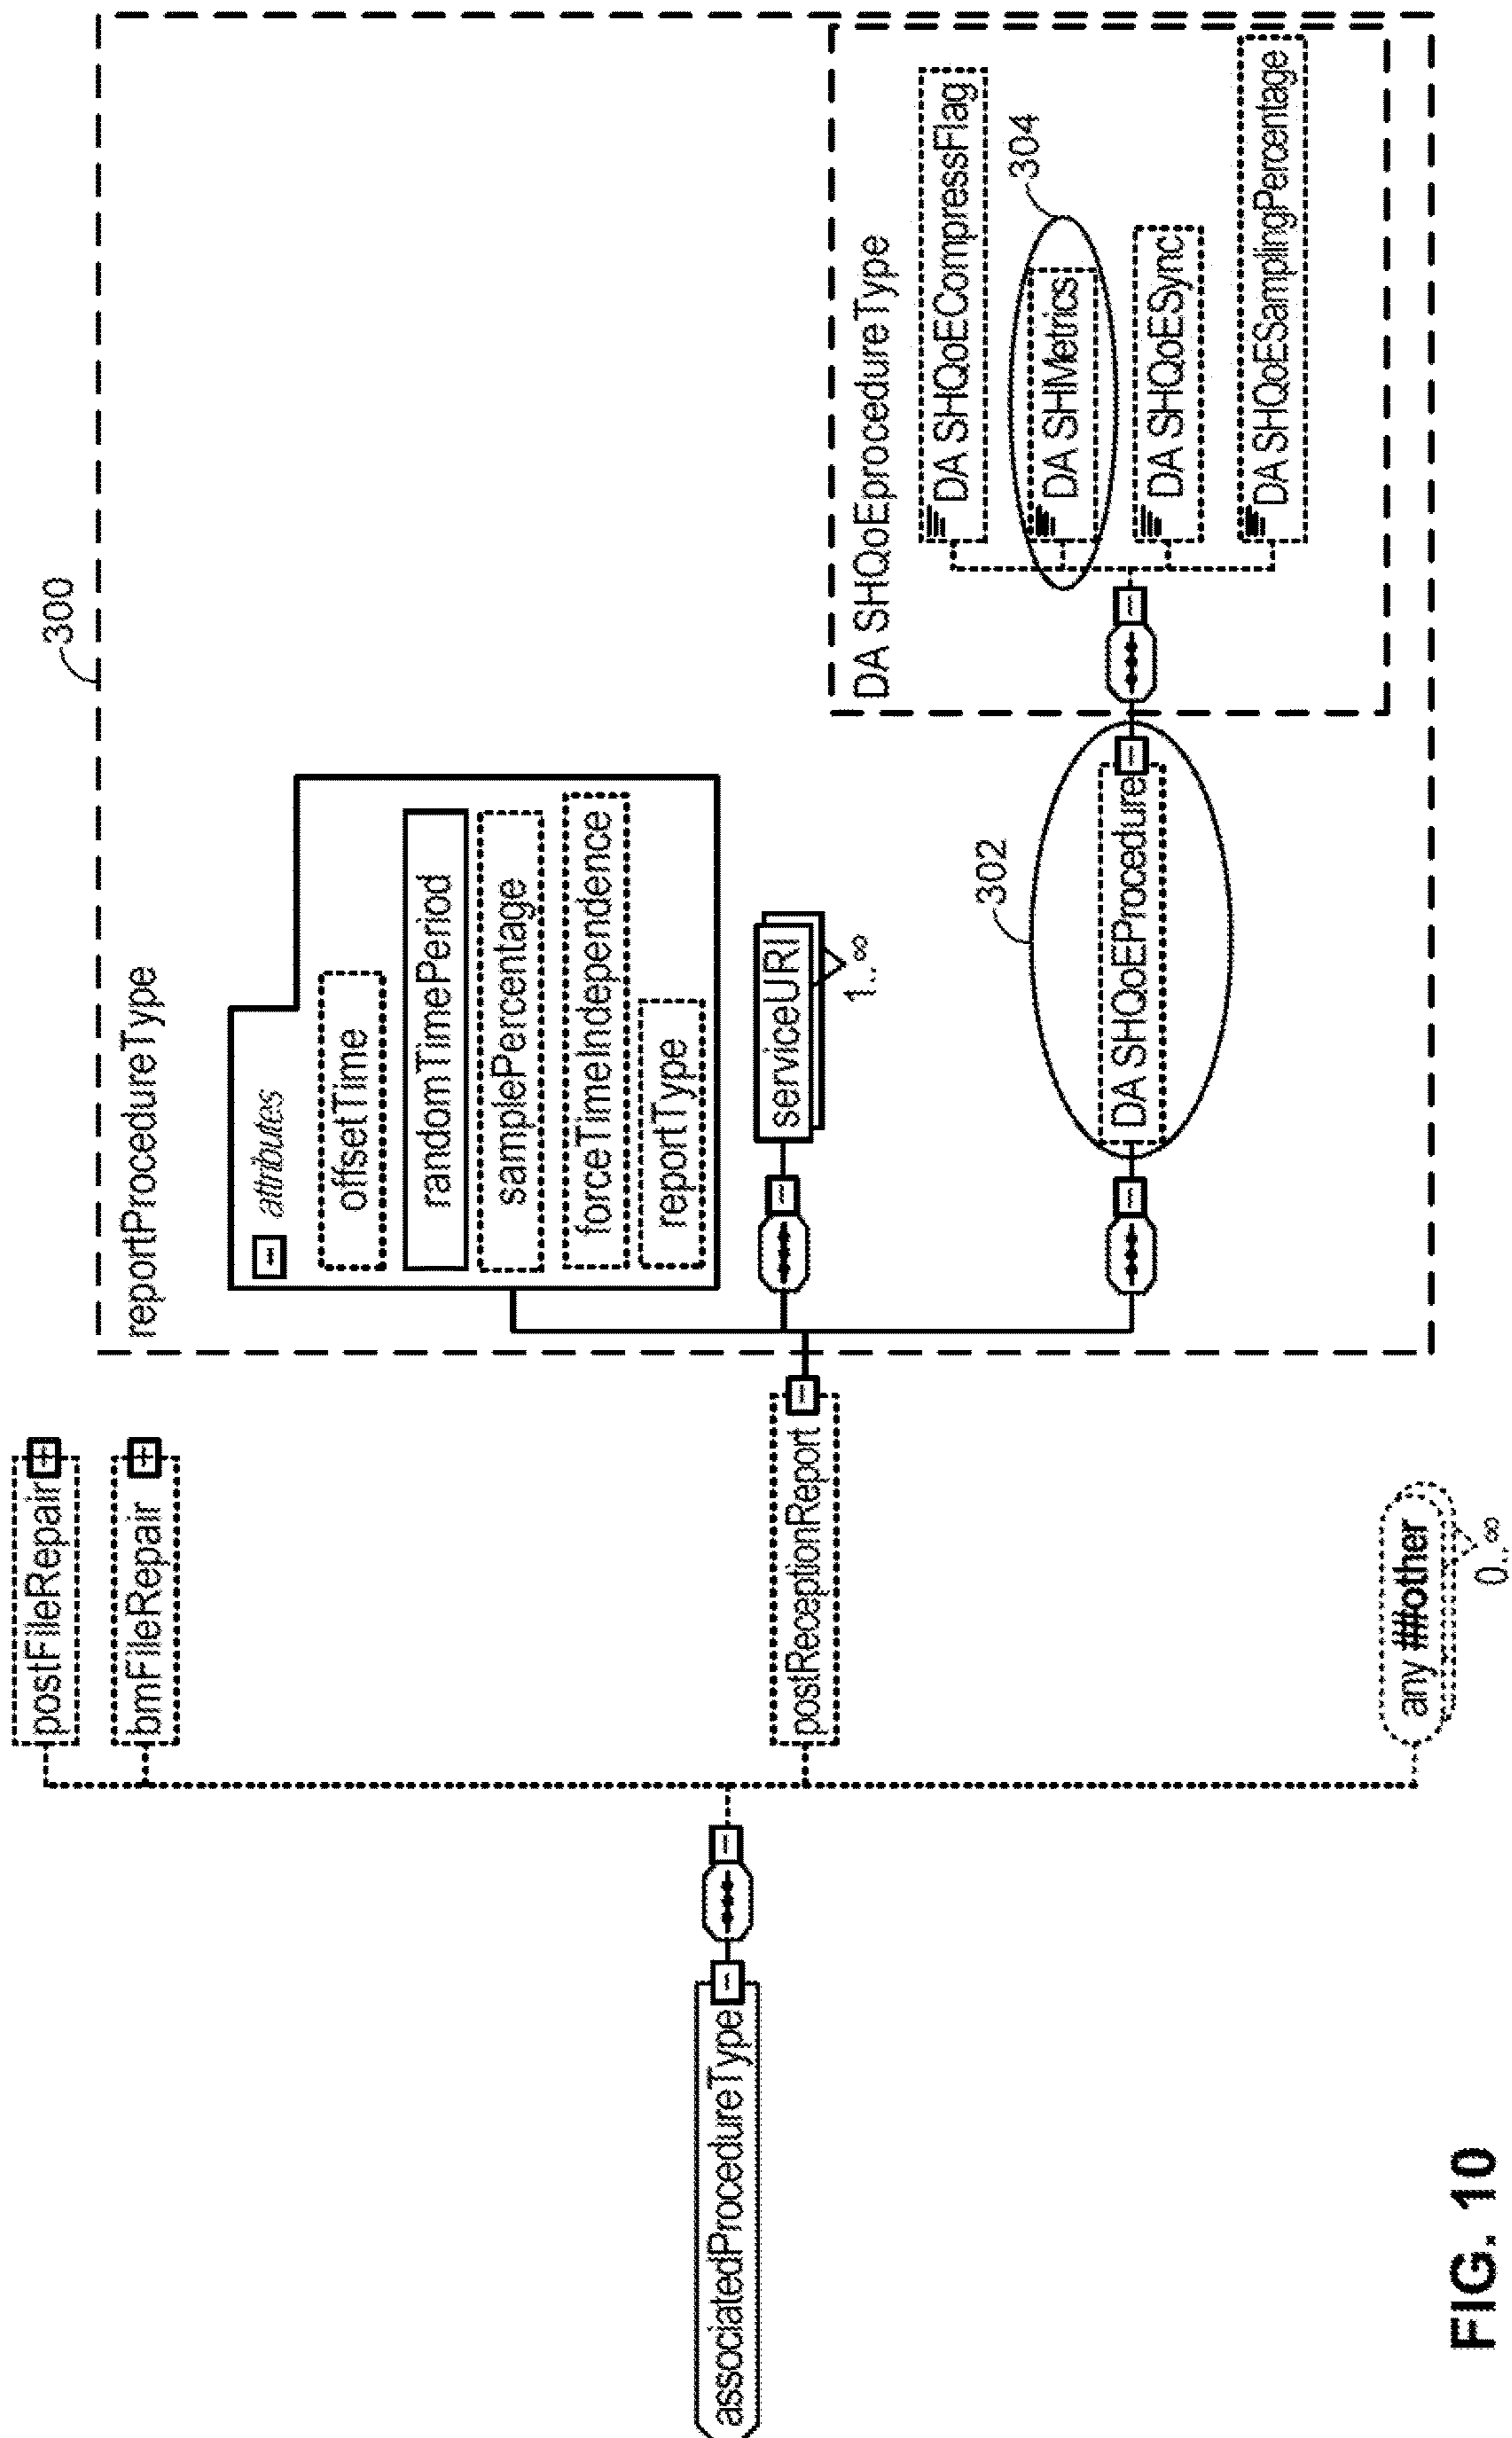 300
reportProcedureType
attributes
offsetTime
randomTimePeriod
samplePercentage
forceTimeIndependence
reportType
serviceURI
1..∞
302
DA SHQoEProcedure
DA SHQoEprocedureType
DA SHQoECompressFlag
304
DA SHMetrics
DA SHQoESync
DA SHQoESamplingPercentage
postFileRepair
bmFileRepair
postReceptionReport
any ##other
0..∞
associatedProcedureType
FIG. 10